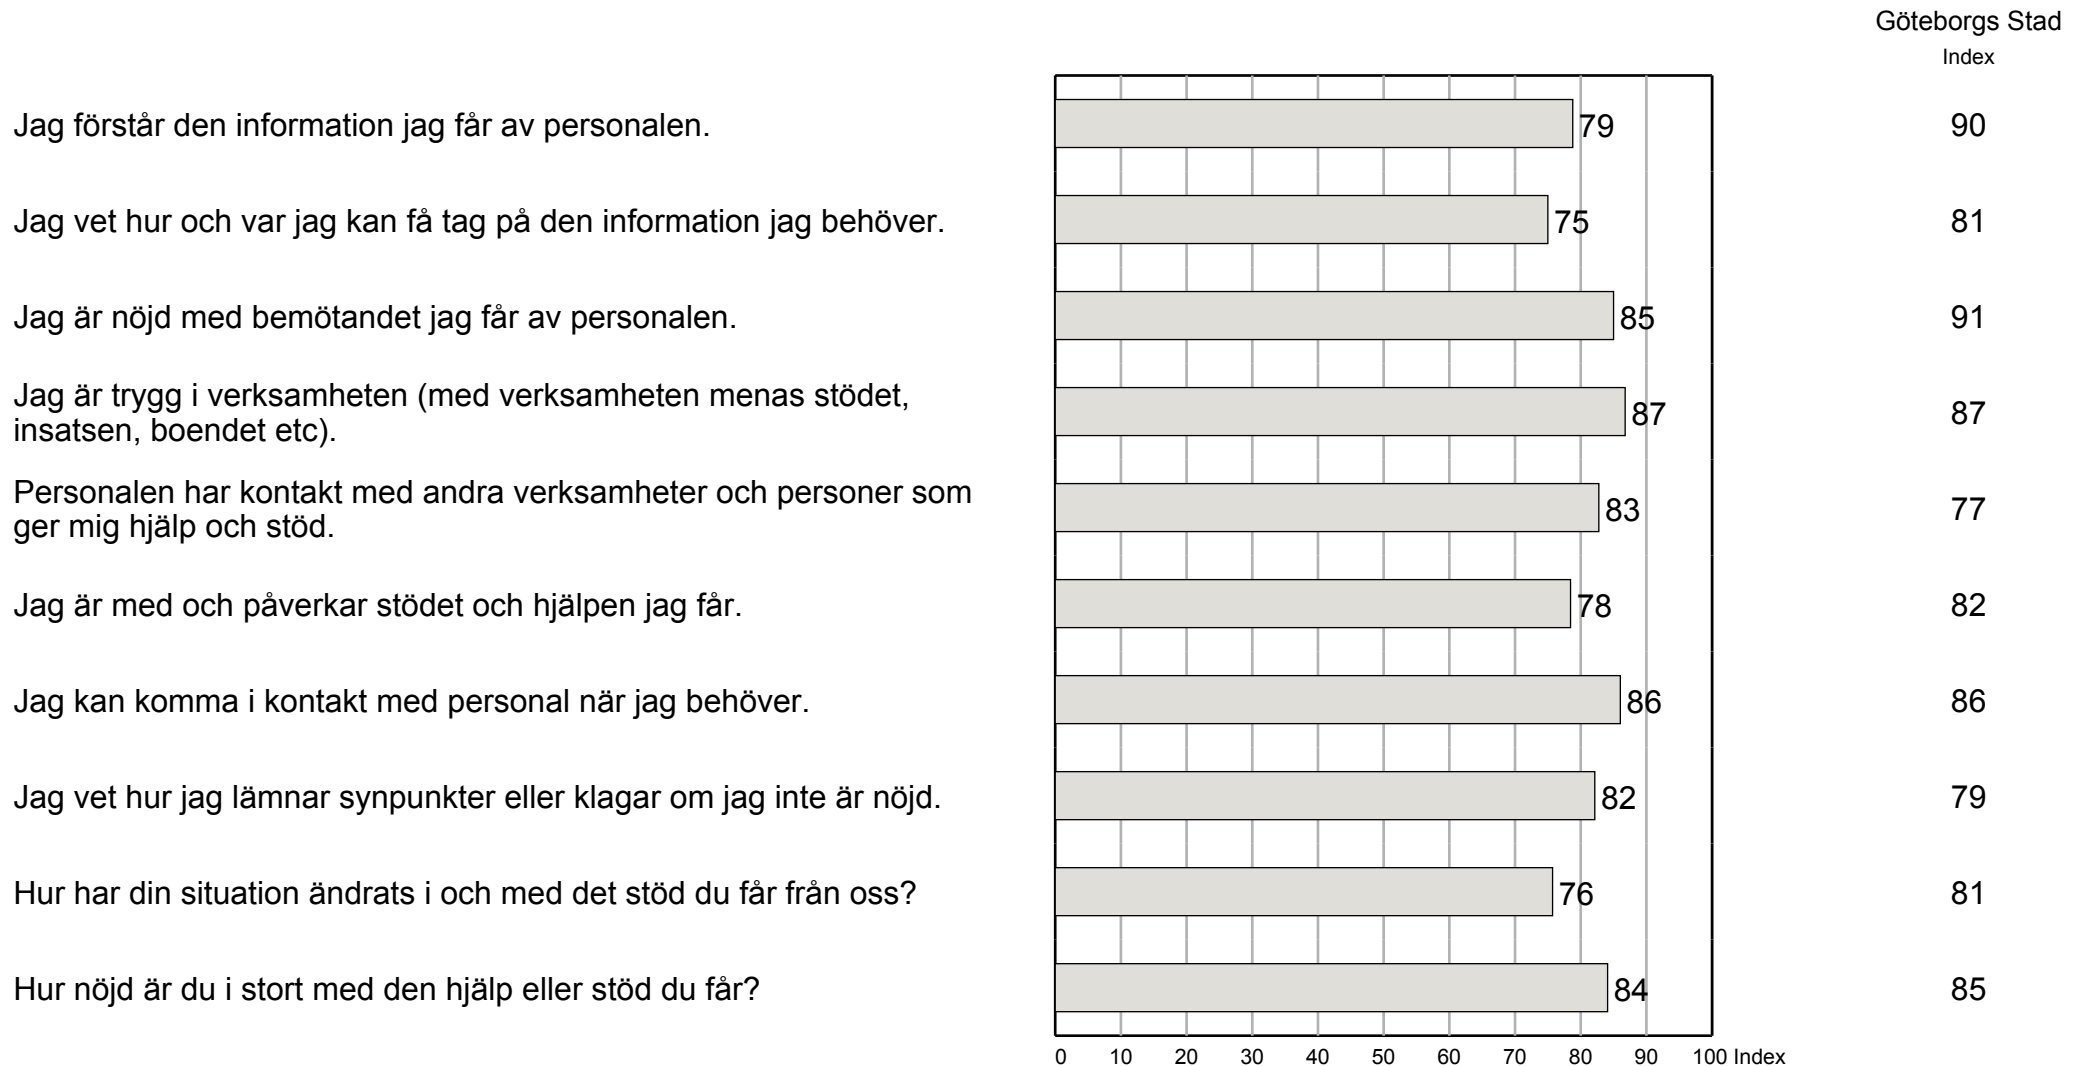 Göteborgs Stad
Index
Jag förstår den information jag får av personalen. 79 90
Jag vet hur och var jag kan få tag på den information jag behöver. 75 81
Jag är nöjd med bemötandet jag får av personalen. 85 91
Jag är trygg i verksamheten (med verksamheten menas stödet,
insatsen, boendet etc). 87 87
Personalen har kontakt med andra verksamheter och personer som
ger mig hjälp och stöd. 83 77
Jag är med och påverkar stödet och hjälpen jag får. 78 82
Jag kan komma i kontakt med personal när jag behöver. 86 86
Jag vet hur jag lämnar synpunkter eller klagar om jag inte är nöjd. 82 79
Hur har din situation ändrats i och med det stöd du får från oss? 76 81
Hur nöjd är du i stort med den hjälp eller stöd du får? 84 85
0 10 20 30 40 50 60 70 80 90 100 Index